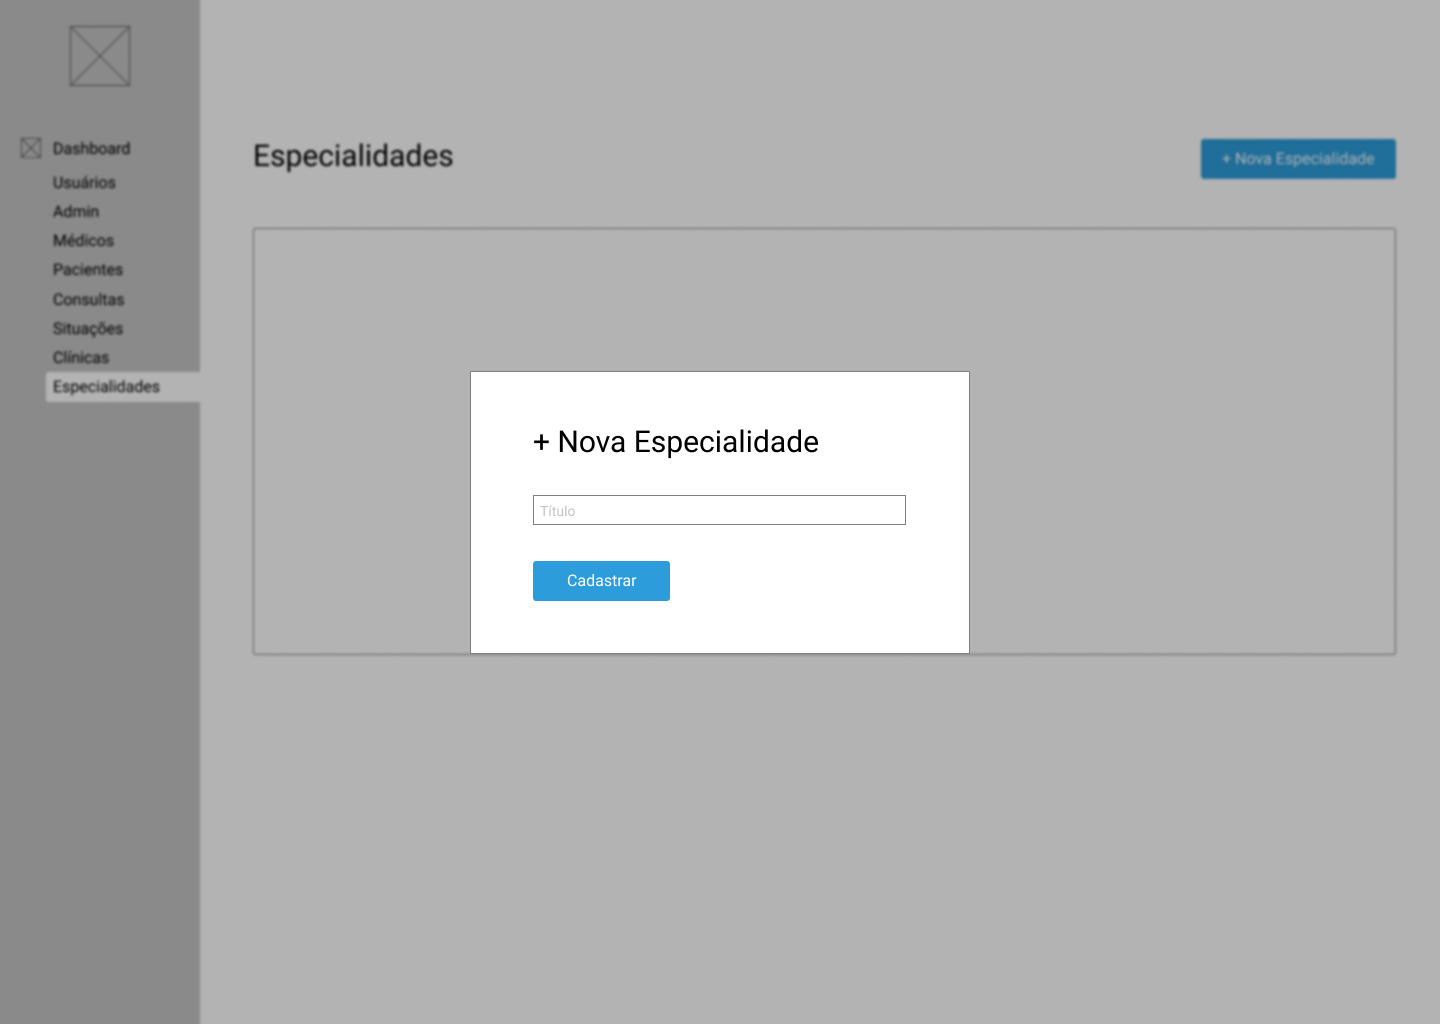 Dashboard
Usuários
Admin
Médicos
Pacientes
Consultas
Situações
Clínicas
Especialidades
Especialidades
+ Nova Especialidade
+ Nova Especialidade
Título
Cadastrar